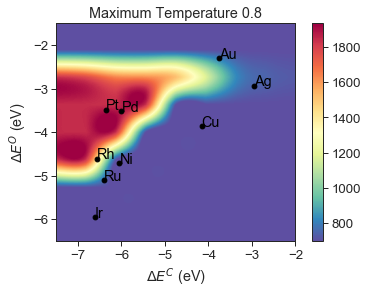 Maximum Temperature 0.8
ΔE^O (eV)
−2
−3
−4
−5
−6
Au
Ag
Pt
Pd
Cu
Rh
Ni
Ru
Ir
−7
−6
−5
−4
−3
−2
ΔE^C (eV)
1800
1600
1400
1200
1000
800